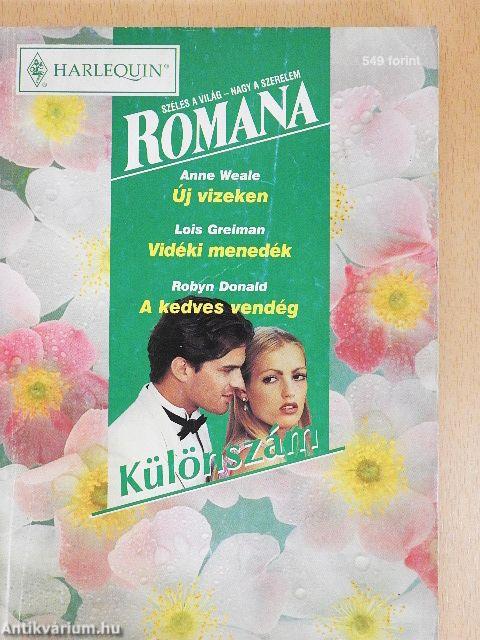 HARLEQUIN®
549 forint
SZÉLES A VILÁG – NAGY A SZERELEM
ROMANA
Anne Weale
Új vizeken
Lois Greiman
Vidéki menedék
Robyn Donald
A kedves vendég
Különszám
Antikvárium.hu